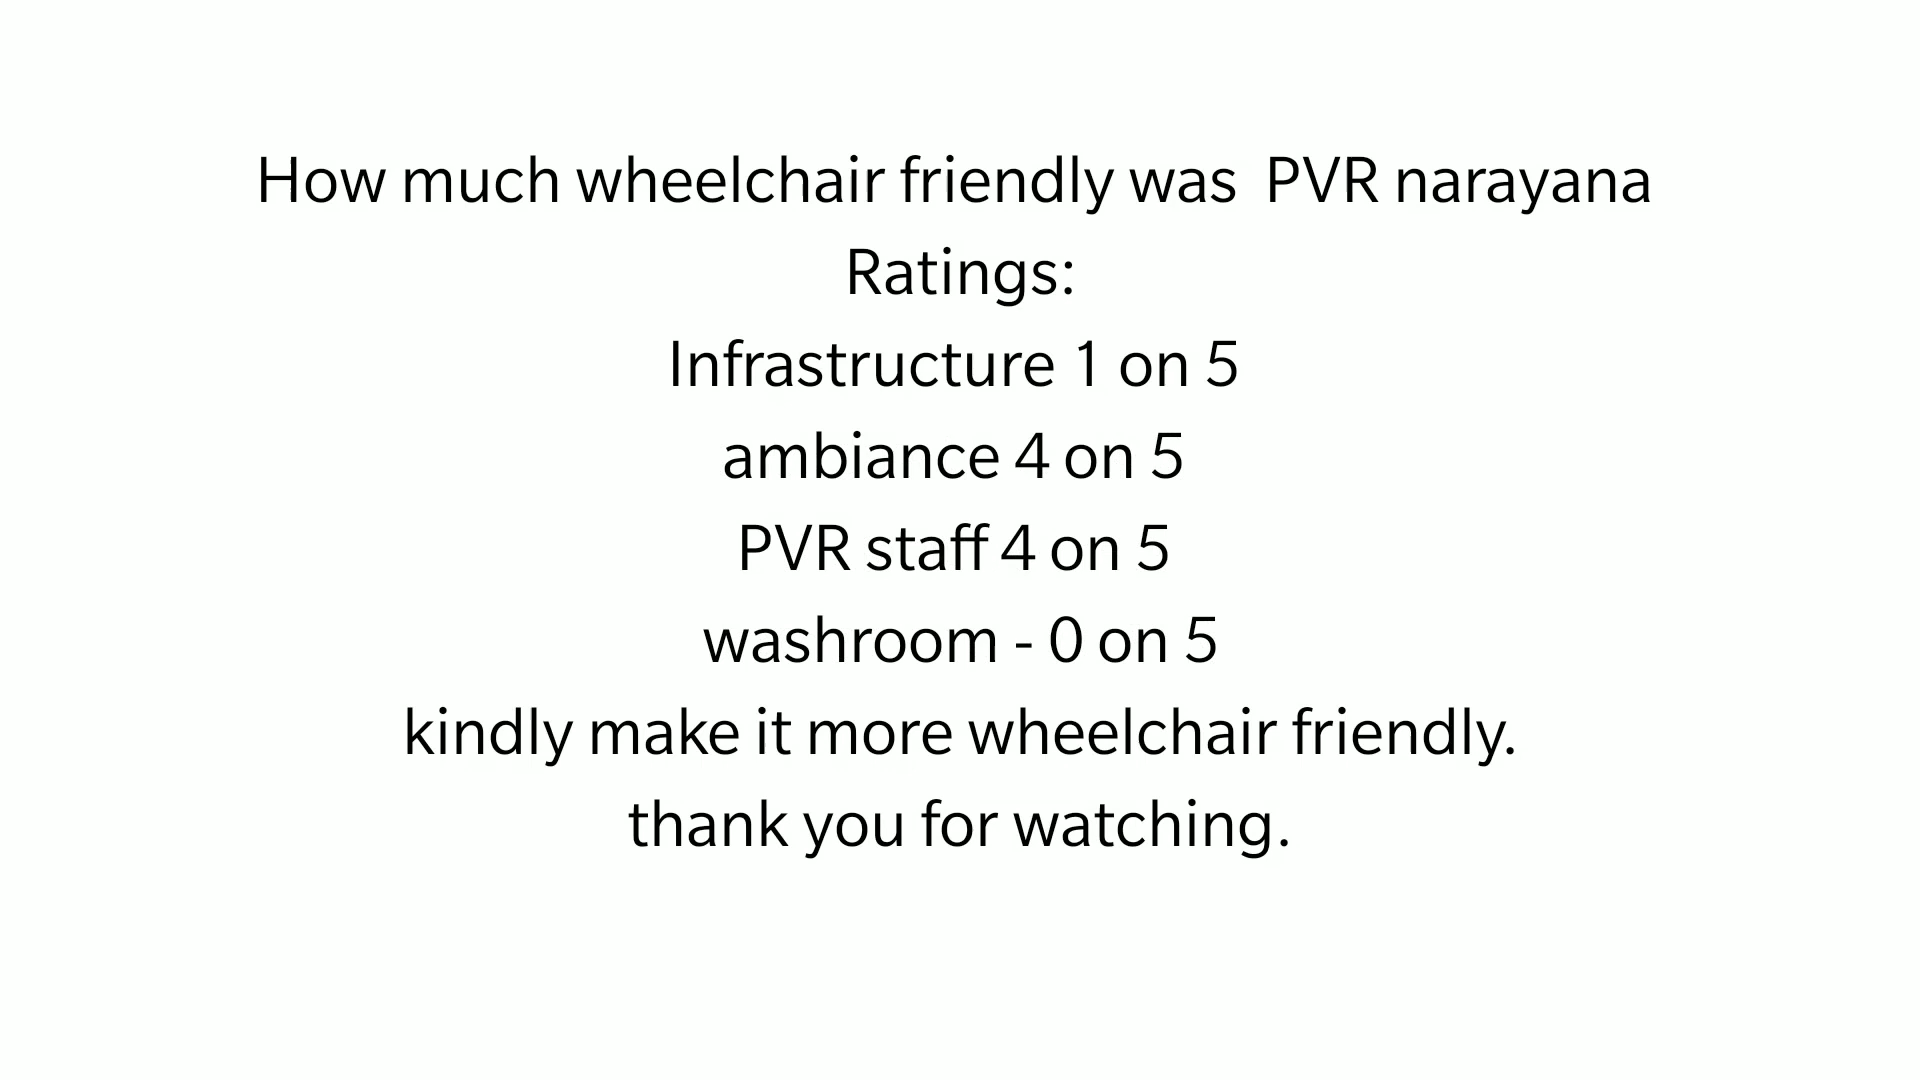 How much wheelchair friendly was  PVR narayana
Ratings:
Infrastructure 1 on 5
ambiance 4 on 5
PVR staff 4 on 5
washroom - 0 on 5
kindly make it more wheelchair friendly.
thank you for watching.